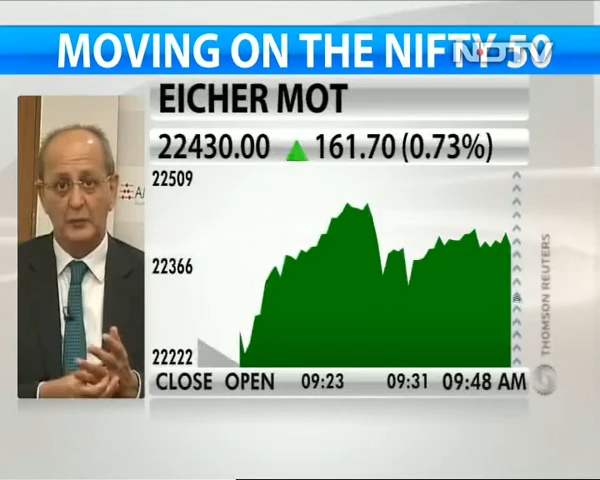 MOVING ON THE NIFTY 50
NDTV
EICHER MOT
22430.00 ▲ 161.70 (0.73%)
22509
22366
22222
CLOSE OPEN 09:23 09:31 09:48 AM
THOMSON REUTERS